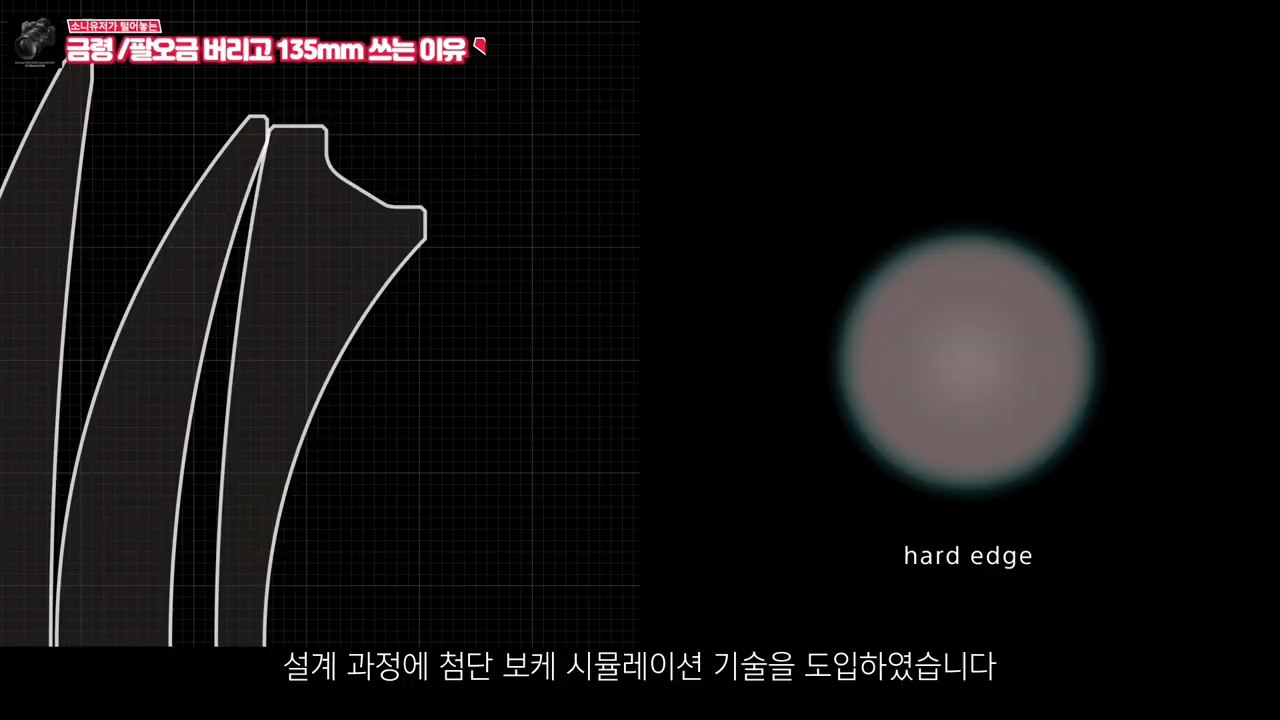 소니유저가 털어놓는
금령 /팔오금 버리고 135mm 쓰는 이유
hard edge
설계 과정에 첨단 보케 시뮬레이션 기술을 도입하였습니다